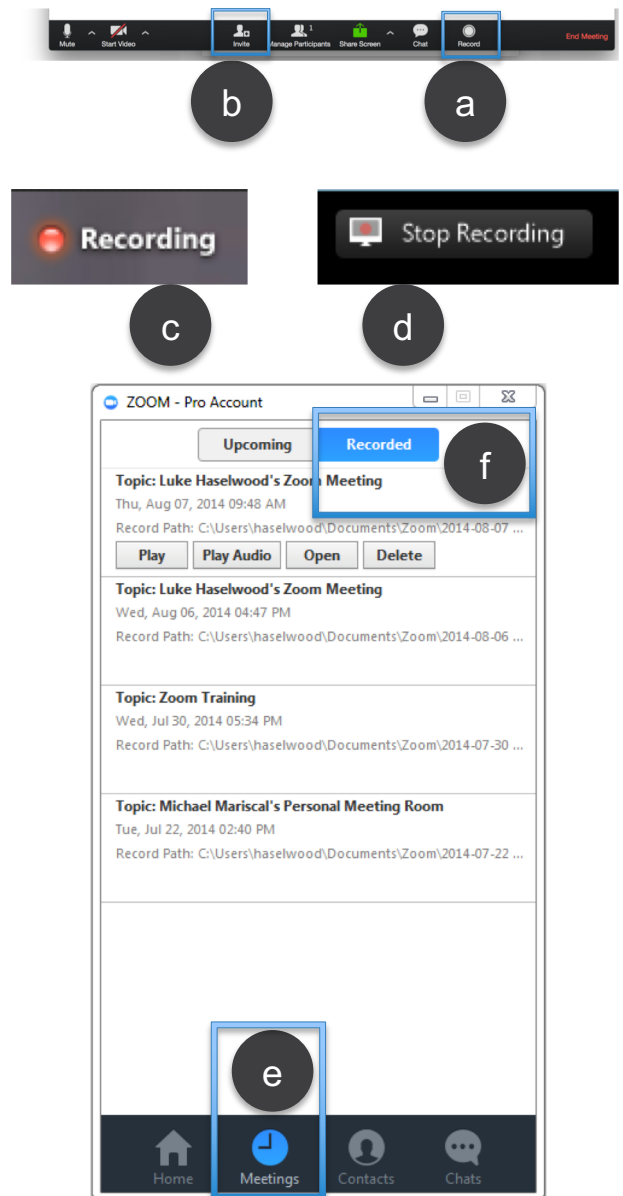 1
Mute Start Video Invite Manage Participants Share Screen Chat Record End Meeting
b a
Recording Stop Recording
c d
ZOOM - Pro Account
Upcoming Recorded
f
Topic: Luke Haselwood's Zoom Meeting
Thu, Aug 07, 2014 09:48 AM
Record Path: C:\Users\haselwood\Documents\Zoom\2014-08-07 ...
Play Play Audio Open Delete
Topic: Luke Haselwood's Zoom Meeting
Wed, Aug 06, 2014 04:47 PM
Record Path: C:\Users\haselwood\Documents\Zoom\2014-08-06 ...
Topic: Zoom Training
Wed, Jul 30, 2014 05:34 PM
Record Path: C:\Users\haselwood\Documents\Zoom\2014-07-30 ...
Topic: Michael Mariscal's Personal Meeting Room
Tue, Jul 22, 2014 02:40 PM
Record Path: C:\Users\haselwood\Documents\Zoom\2014-07-22 ...
e
Home Meetings Contacts Chats